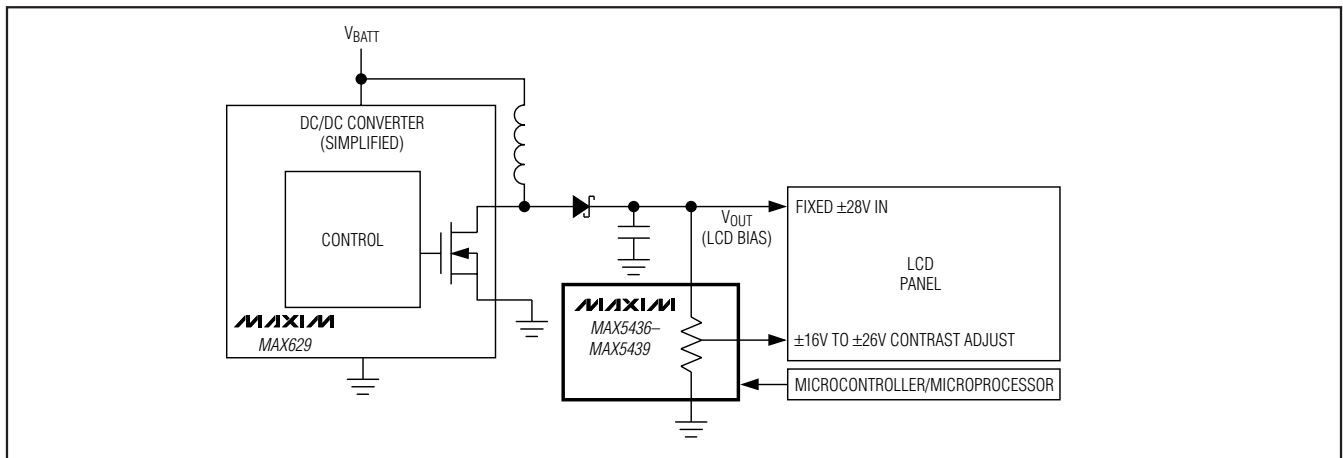 VBATT
DC/DC CONVERTER
(SIMPLIFIED)
CONTROL
MAXIM
MAX629
VOUT
(LCD BIAS)
MAXIM
MAX5436–
MAX5439
FIXED ±28V IN
LCD
PANEL
±16V TO ±26V CONTRAST ADJUST
MICROCONTROLLER/MICROPROCESSOR